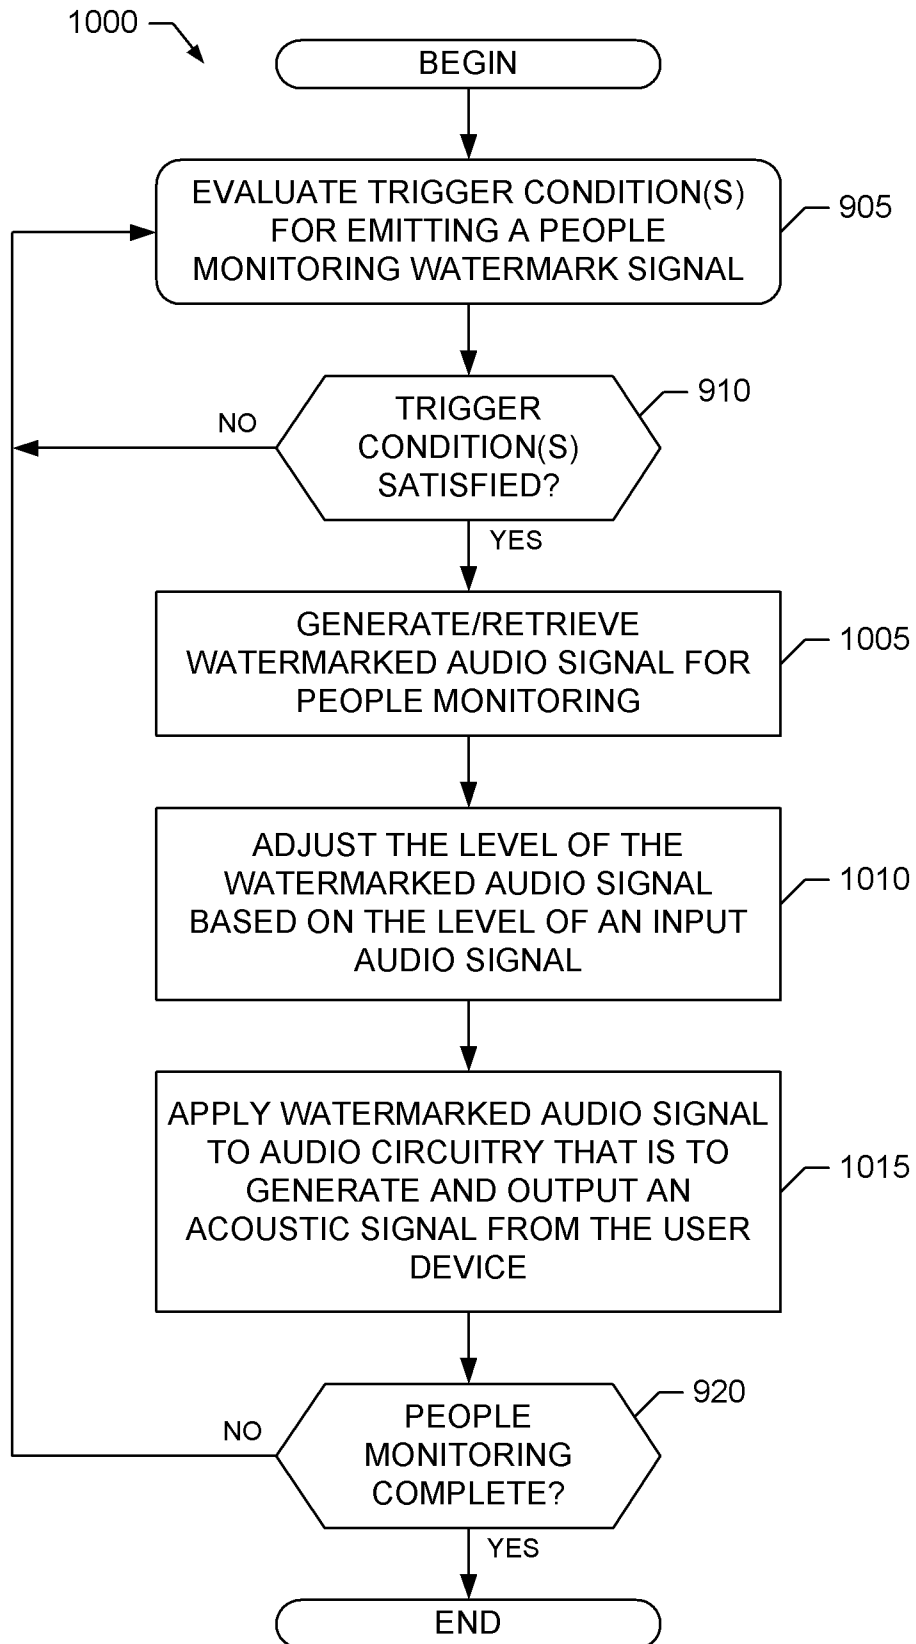 1000
BEGIN
EVALUATE TRIGGER CONDITION(S)
FOR EMITTING A PEOPLE
MONITORING WATERMARK SIGNAL
905
TRIGGER
CONDITION(S)
SATISFIED?
910
NO
YES
GENERATE/RETRIEVE
WATERMARKED AUDIO SIGNAL FOR
PEOPLE MONITORING
1005
ADJUST THE LEVEL OF THE
WATERMARKED AUDIO SIGNAL
BASED ON THE LEVEL OF AN INPUT
AUDIO SIGNAL
1010
APPLY WATERMARKED AUDIO SIGNAL
TO AUDIO CIRCUITRY THAT IS TO
GENERATE AND OUTPUT AN
ACOUSTIC SIGNAL FROM THE USER
DEVICE
1015
PEOPLE
MONITORING
COMPLETE?
920
NO
YES
END